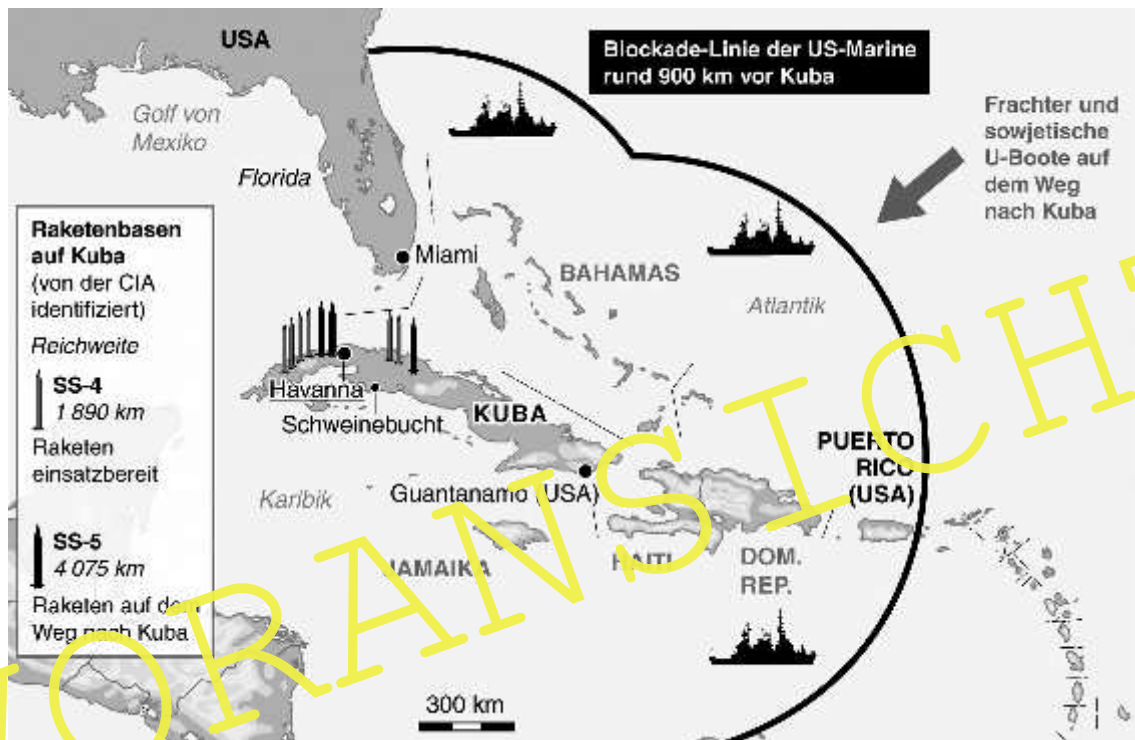 USA
Blockade-Linie der US-Marine
rund 900 km vor Kuba
Golf von
Mexiko
Frachter und
sowjetische
U-Boote auf
dem Weg
nach Kuba
Florida
Raketenbasen
auf Kuba
(von der CIA
identifiziert)
Reichweite
SS-4
1 890 km
Raketen
einsatzbereit
SS-5
4 075 km
Raketen auf dem
Weg nach Kuba
Miami
BAHAMAS
Atlantik
Havanna
Schweinebucht
KUBA
PUERTO
RICO
(USA)
Guantanamo (USA)
Karibik
JAMAIKA
HAITI
DOM.
REP.
300 km
VORANSICHT